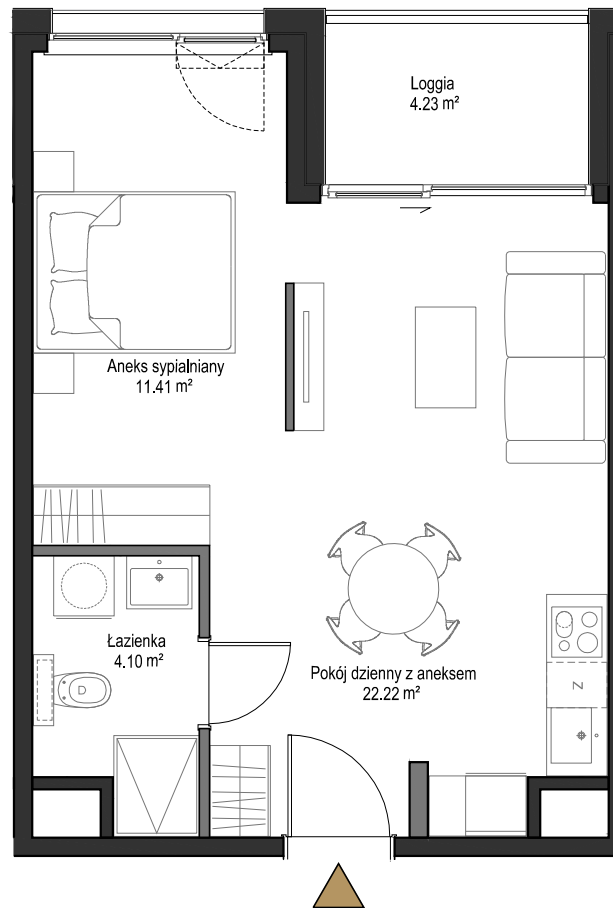 Loggia
4.23 m²
Aneks sypialniany
11.41 m²
Łazienka
4.10 m²
Pokój dzienny z aneksem
22.22 m²
Z